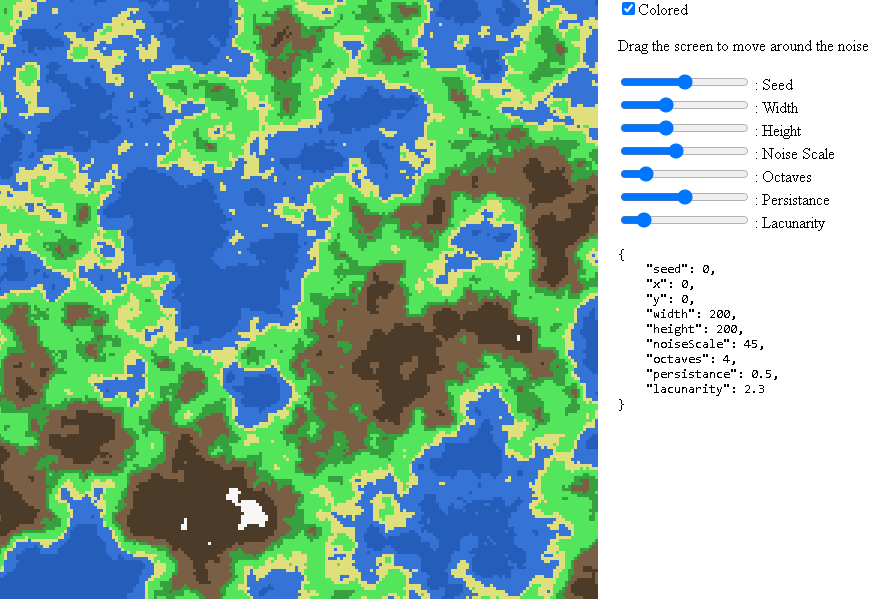 Colored
Drag the screen to move around the noise
: Seed
: Width
: Height
: Noise Scale
: Octaves
: Persistance
: Lacunarity
{
    "seed": 0,
    "x": 0,
    "y": 0,
    "width": 200,
    "height": 200,
    "noiseScale": 45,
    "octaves": 4,
    "persistance": 0.5,
    "lacunarity": 2.3
}